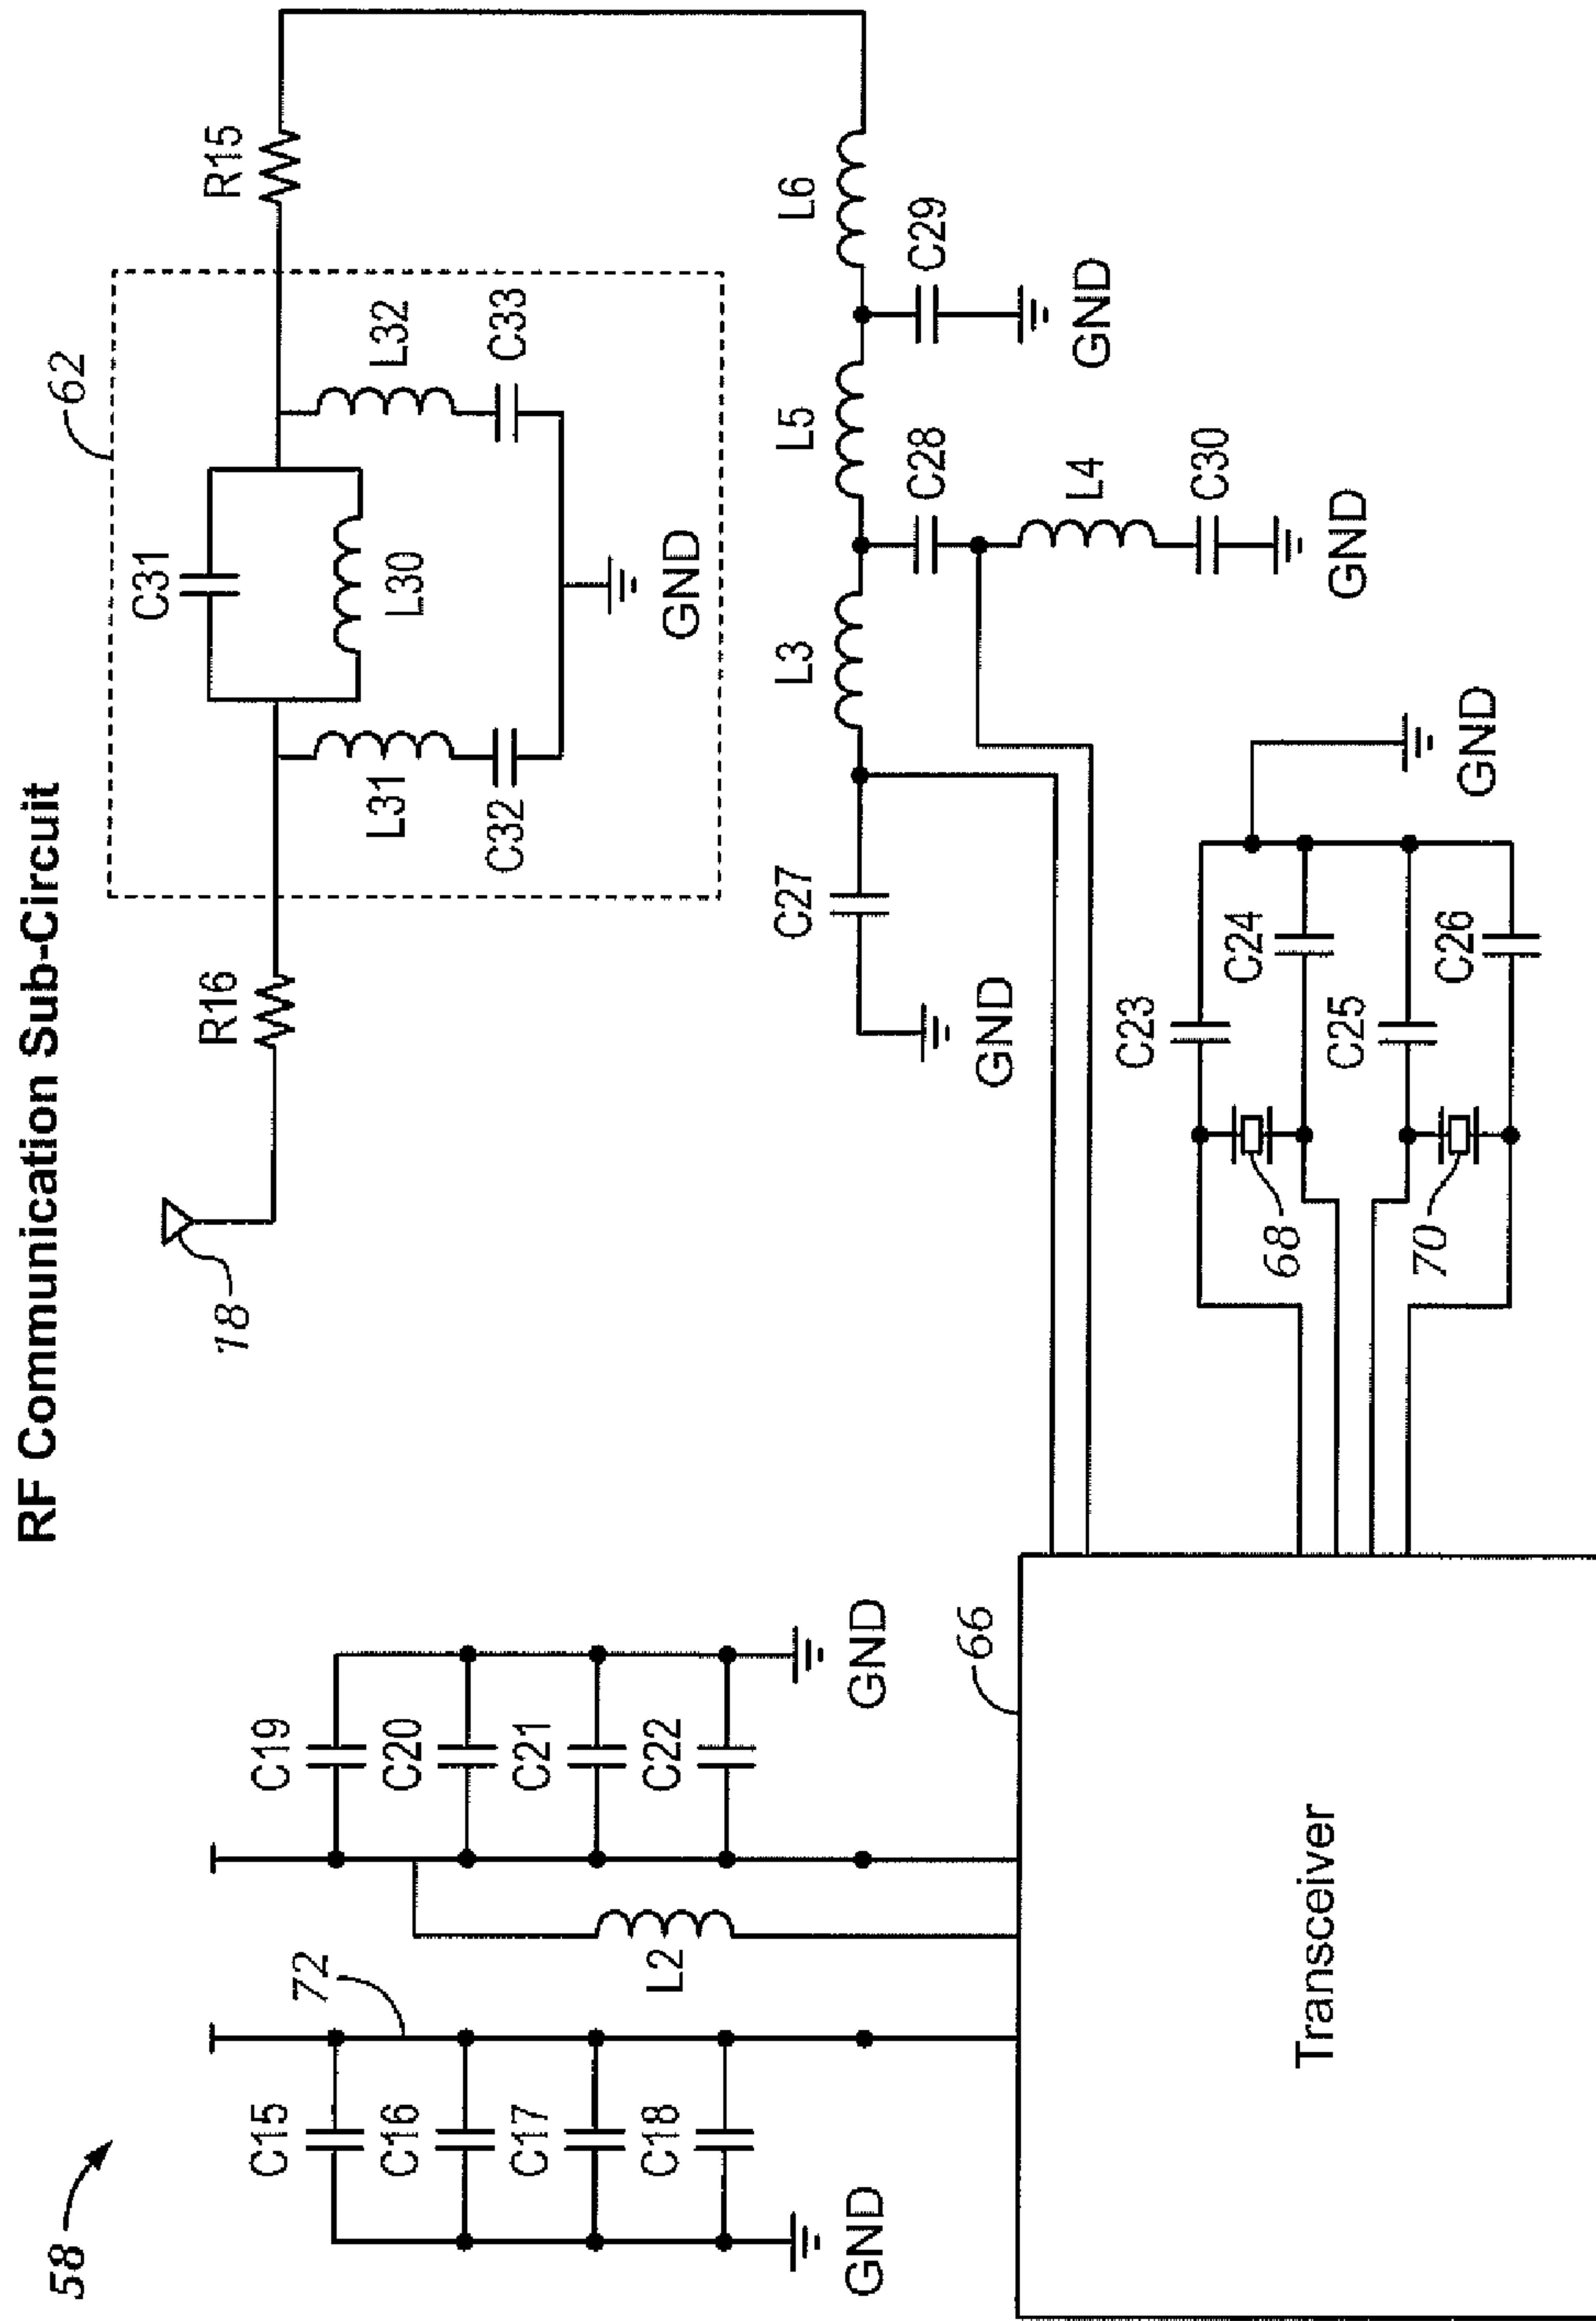 RF Communication Sub-Circuit
58
18
R16
62
C31
L30
L31
C32
L32
C33
GND
R15
C15
C16
C17
C18
GND
72
L2
C19
C20
C21
C22
GND
C27
GND
L3
L5
L6
C28
C29
GND
L4
C30
GND
66
Transceiver
C23
C24
C25
C26
68
70
GND